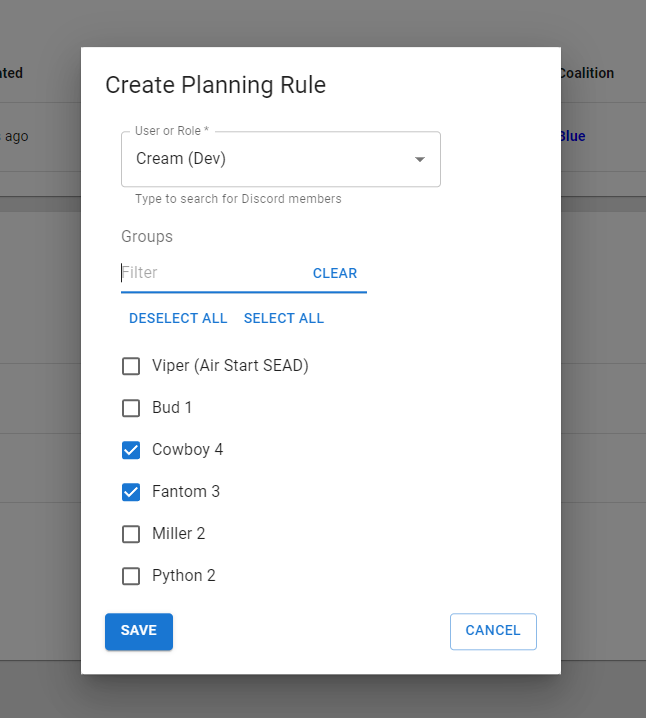 Create Planning Rule
ated
Coalition
User or Role *
s ago
Blue
Cream (Dev)
Type to search for Discord members
Groups
Filter
CLEAR
DESELECT ALL SELECT ALL
Viper (Air Start SEAD)
Bud 1
Cowboy 4
Fantom 3
Miller 2
Python 2
SAVE
CANCEL